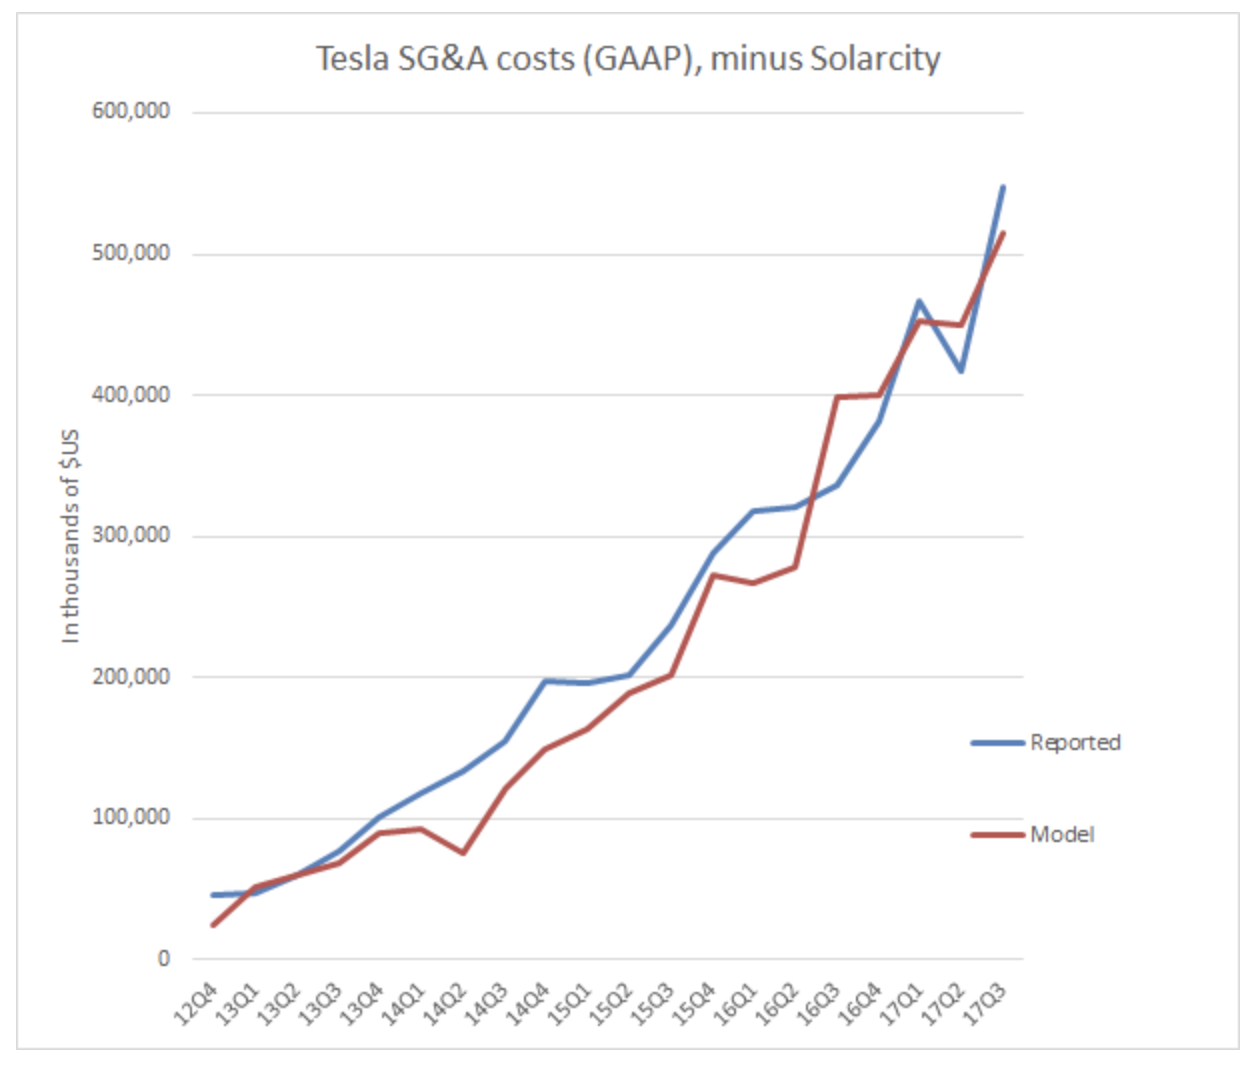 Tesla SG&A costs (GAAP), minus Solarcity
600,000
500,000
400,000
300,000
200,000
100,000
0
In thousands of $US
Reported
Model
12Q4
13Q1
13Q2
13Q3
13Q4
14Q1
14Q2
14Q3
14Q4
15Q1
15Q2
15Q3
15Q4
16Q1
16Q2
16Q3
16Q4
17Q1
17Q2
17Q3